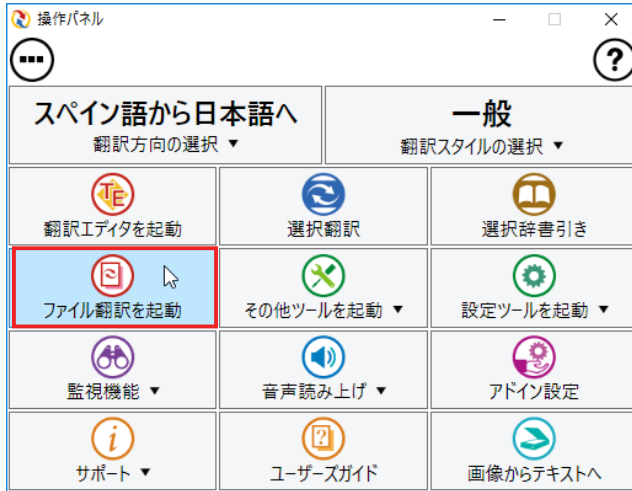 操作パネル
スペイン語から日本語へ
翻訳方向の選択 ▼
一般
翻訳スタイルの選択 ▼
TE
翻訳エディタを起動
選択翻訳
選択辞書引き
ファイル翻訳を起動
その他ツールを起動 ▼
設定ツールを起動 ▼
監視機能 ▼
音声読み上げ ▼
アドイン設定
サポート ▼
ユーザーズガイド
画像からテキストへ